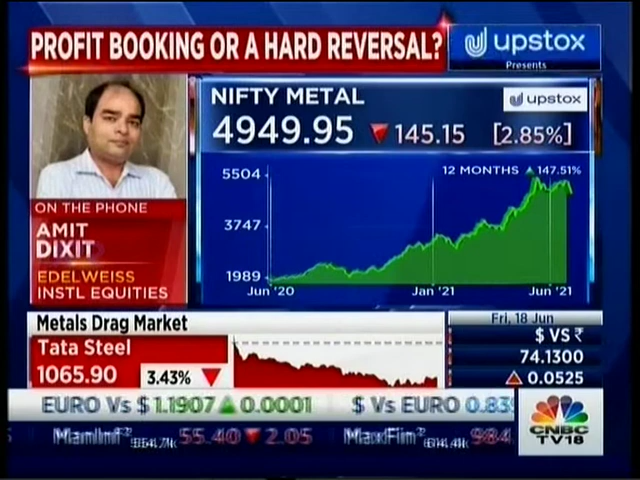 PROFIT BOOKING OR A HARD REVERSAL?
upstox
Presents
NIFTY METAL
upstox
4949.95 ▼ 145.15 [2.85%]
12 MONTHS ▲ 147.51%
5504
3747
1989
Jun '20
Jan '21
Jun '21
ON THE PHONE
AMIT
DIXIT
EDELWEISS
INSTL EQUITIES
Metals Drag Market
Tata Steel
1065.90
3.43% ▼
Fri, 18 Jun
$ VS ₹
74.1300
▲ 0.0525
EURO Vs $ 1.1907 ▲ 0.0001 $ Vs EURO
55.40 ▼ 2.05
CNBC
TV18